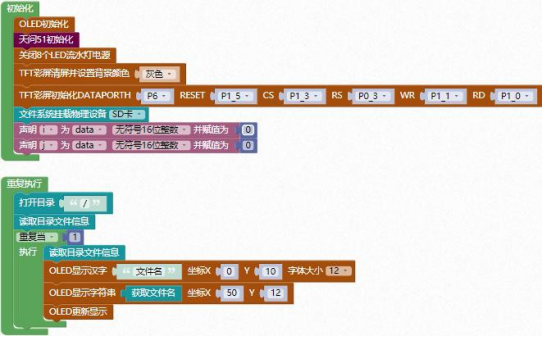 初始化
OLED初始化
天问51初始化
关闭8个LED流水灯电源
TFT彩屏清屏并设置背景颜色 灰色
TFT彩屏初始化DATAPORTH P6 RESET P1_5 CS P1_3 RS P0_3 WR P1_1 RD P1_0
文件系统挂载物理设备 SD卡
声明 i 为 data 无符号16位整数 并赋值为 0
声明 j 为 data 无符号16位整数 并赋值为 0
重复执行
打开目录 “ / ”
读取目录文件信息
重复当 1
执行 读取目录文件信息
OLED显示汉字 “ 文件名 ” 坐标X 0 Y 10 字体大小 12
OLED显示字符串 获取文件名 坐标X 50 Y 12
OLED更新显示